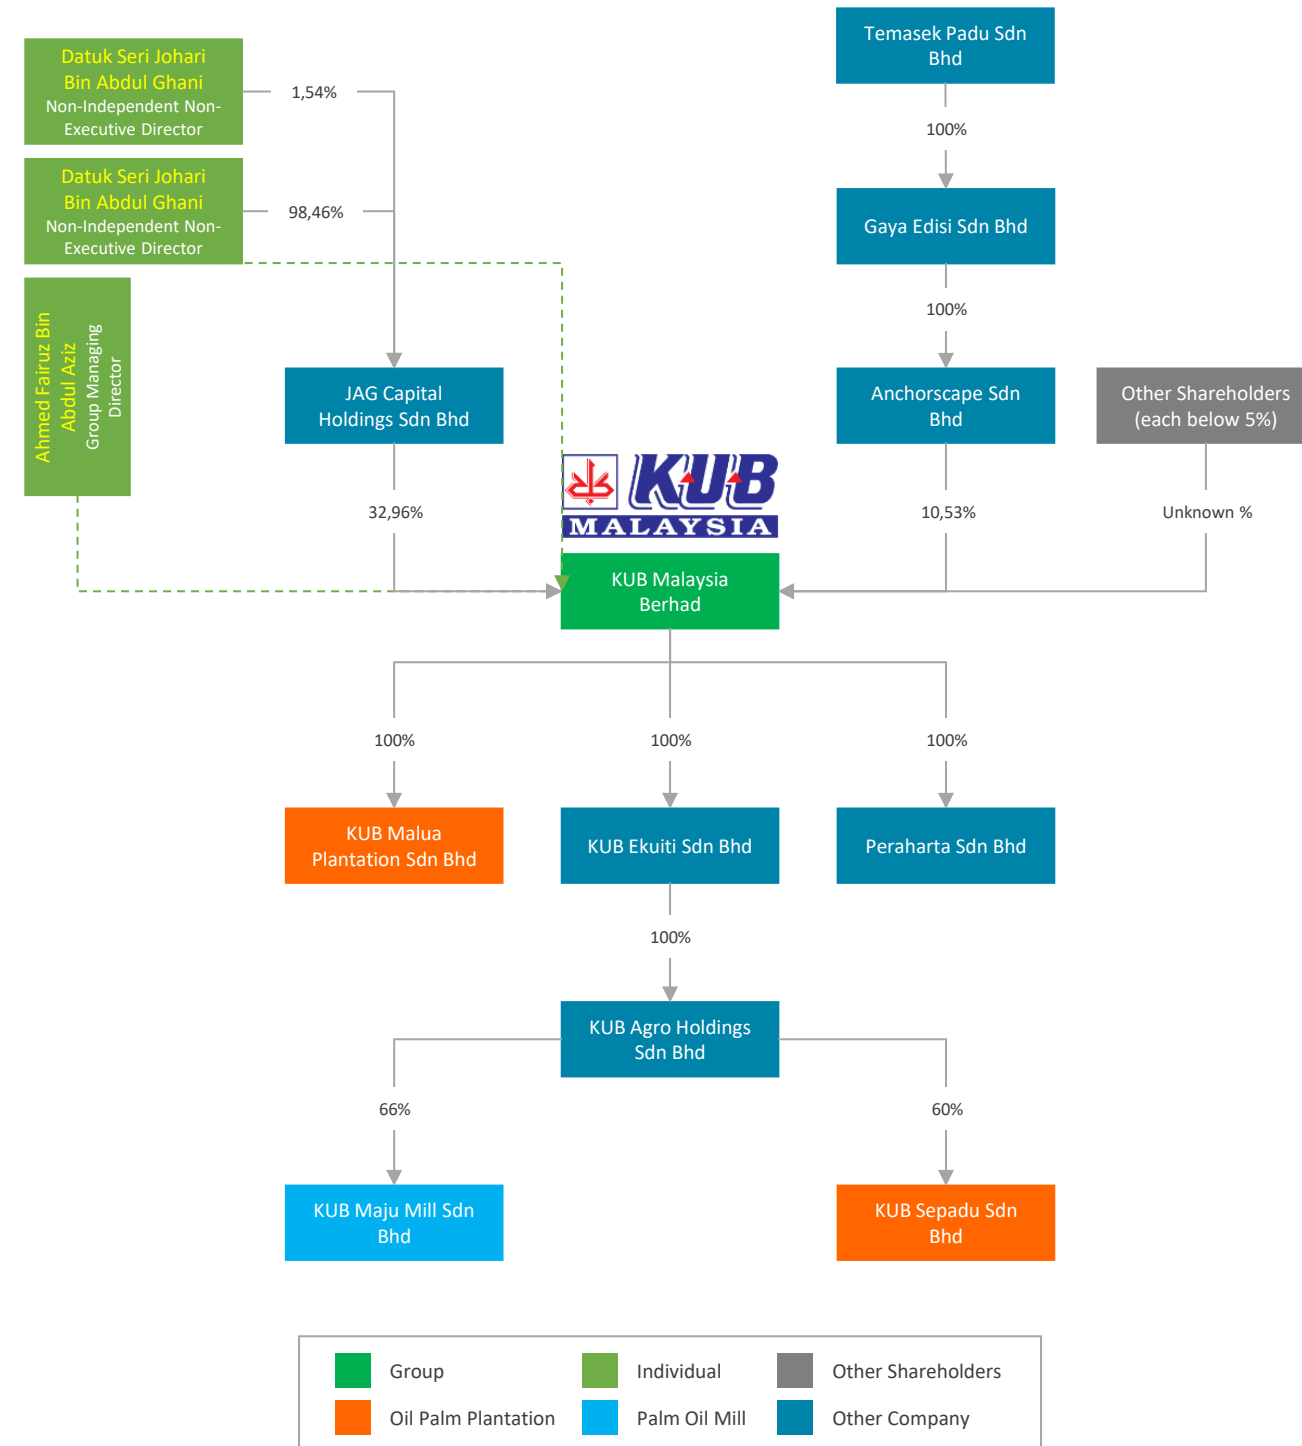 Temasek Padu Sdn
Bhd
Datuk Seri Johari
Bin Abdul Ghani
Non-Independent Non-
Executive Director
1,54%
100%
Datuk Seri Johari
Bin Abdul Ghani
Non-Independent Non-
Executive Director
98,46%
Gaya Edisi Sdn Bhd
100%
Ahmed Fairuz Bin
Abdul Aziz
Group Managing
Director
JAG Capital
Holdings Sdn Bhd
Anchorscape Sdn
Bhd
Other Shareholders
(each below 5%)
KUB
MALAYSIA
32,96%
10,53%
Unknown %
KUB Malaysia
Berhad
100%
100%
100%
KUB Malua
Plantation Sdn Bhd
KUB Ekuiti Sdn Bhd
Peraharta Sdn Bhd
100%
KUB Agro Holdings
Sdn Bhd
66%
60%
KUB Maju Mill Sdn
Bhd
KUB Sepadu Sdn
Bhd
Group
Individual
Other Shareholders
Oil Palm Plantation
Palm Oil Mill
Other Company